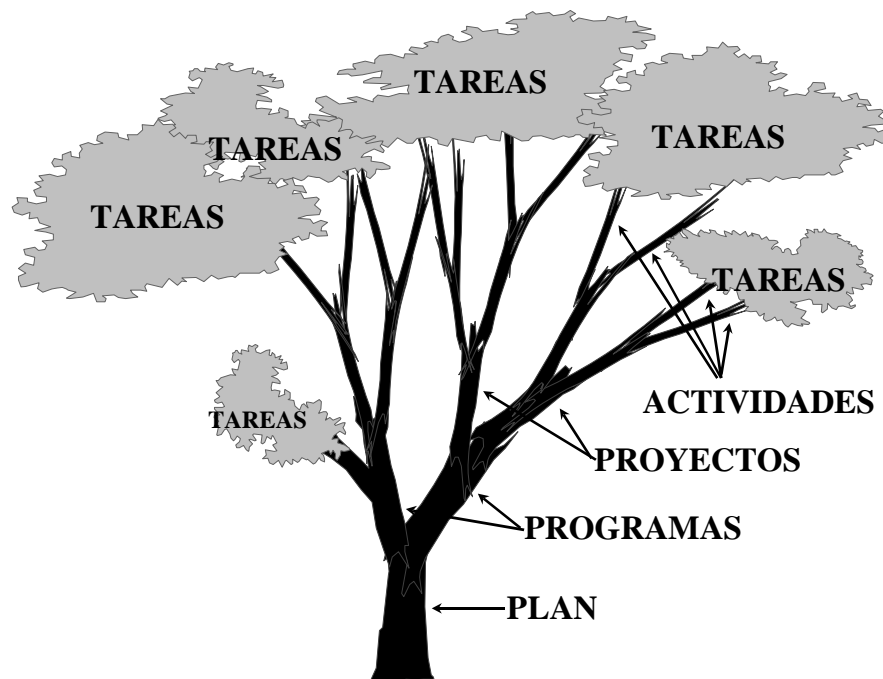 TAREAS
TAREAS
TAREAS
TAREAS
TAREAS
ACTIVIDADES
TAREAS
PROYECTOS
PROGRAMAS
PLAN